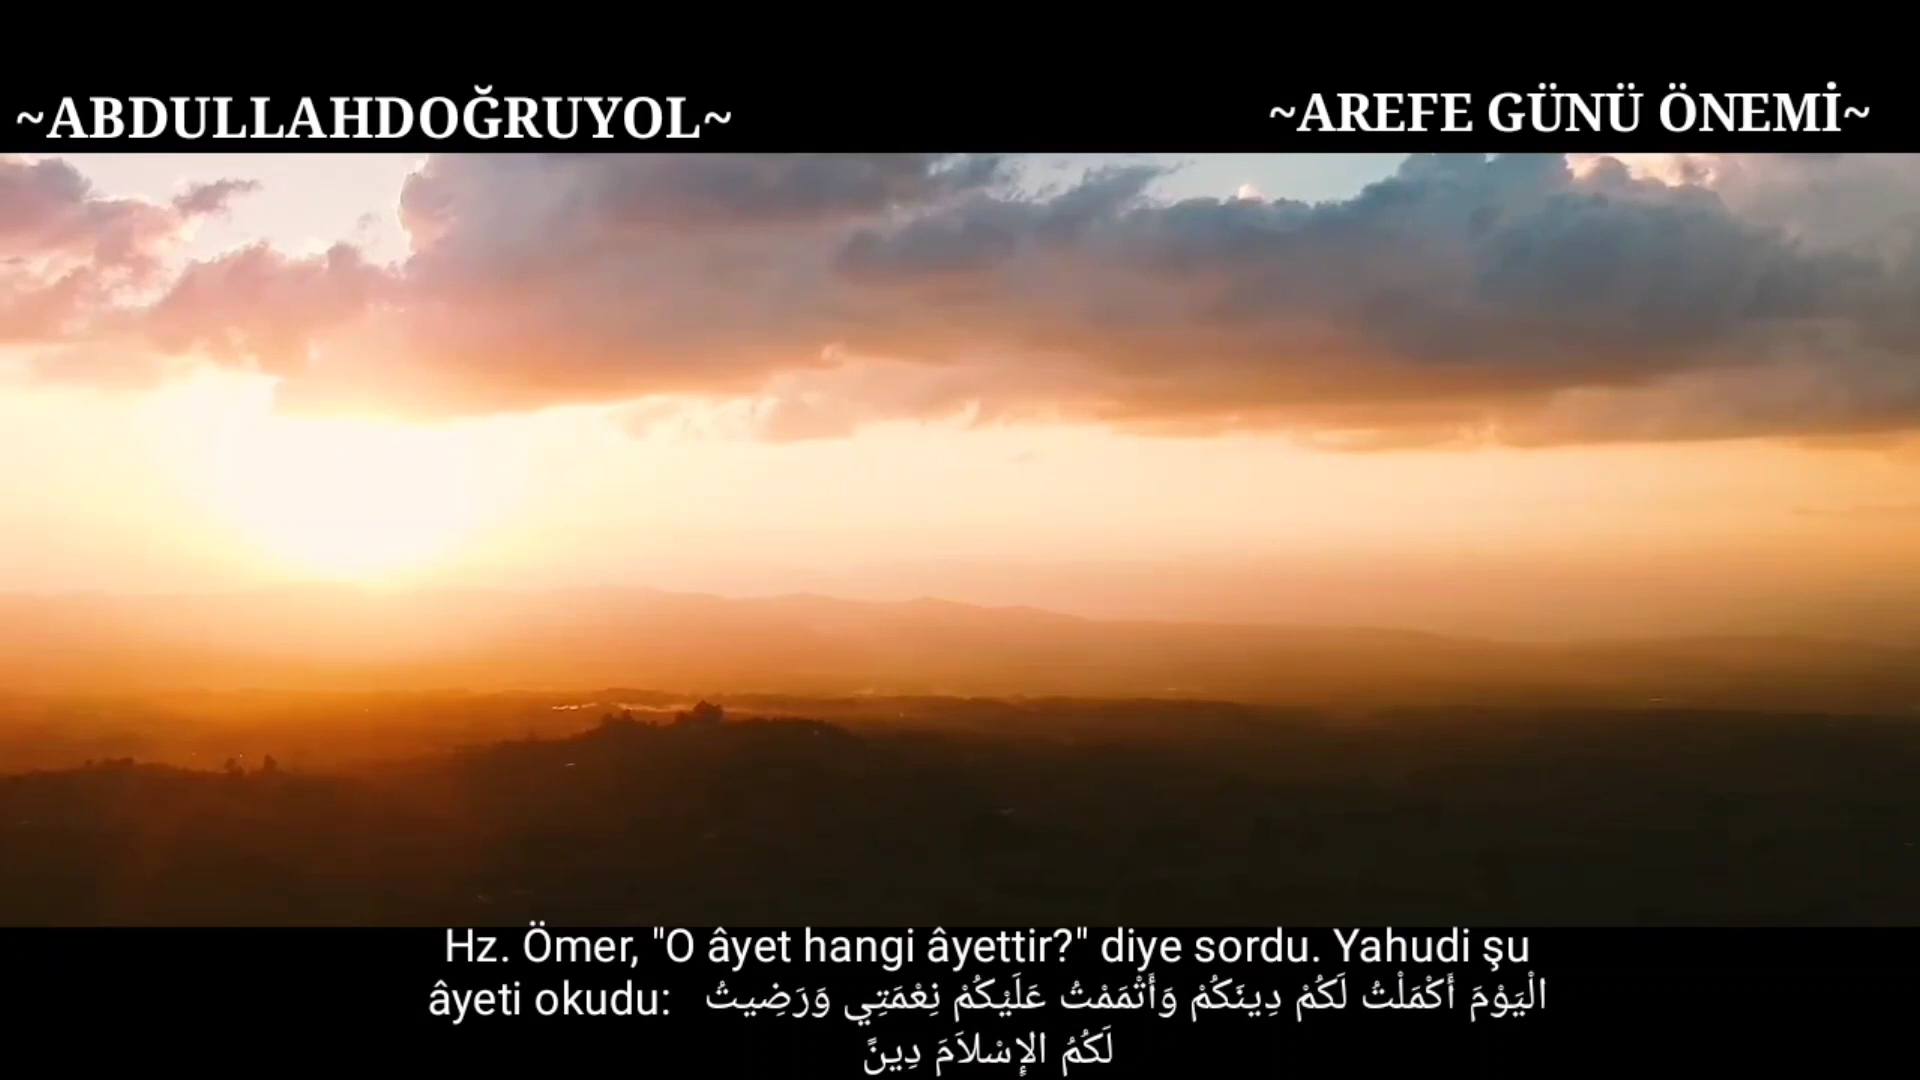 ~ABDULLAHDOĞRUYOL~
~AREFE GÜNÜ ÖNEMİ~
Hz. Ömer, "O âyet hangi âyettir?" diye sordu. Yahudi şu
âyeti okudu: الْيَوْمَ أَكْمَلْتُ لَكُمْ دِينَكُمْ وَأَتْمَمْتُ عَلَيْكُمْ نِعْمَتِي وَرَضِيتُ
لَكُمُ الإِسْلاَمَ دِينً